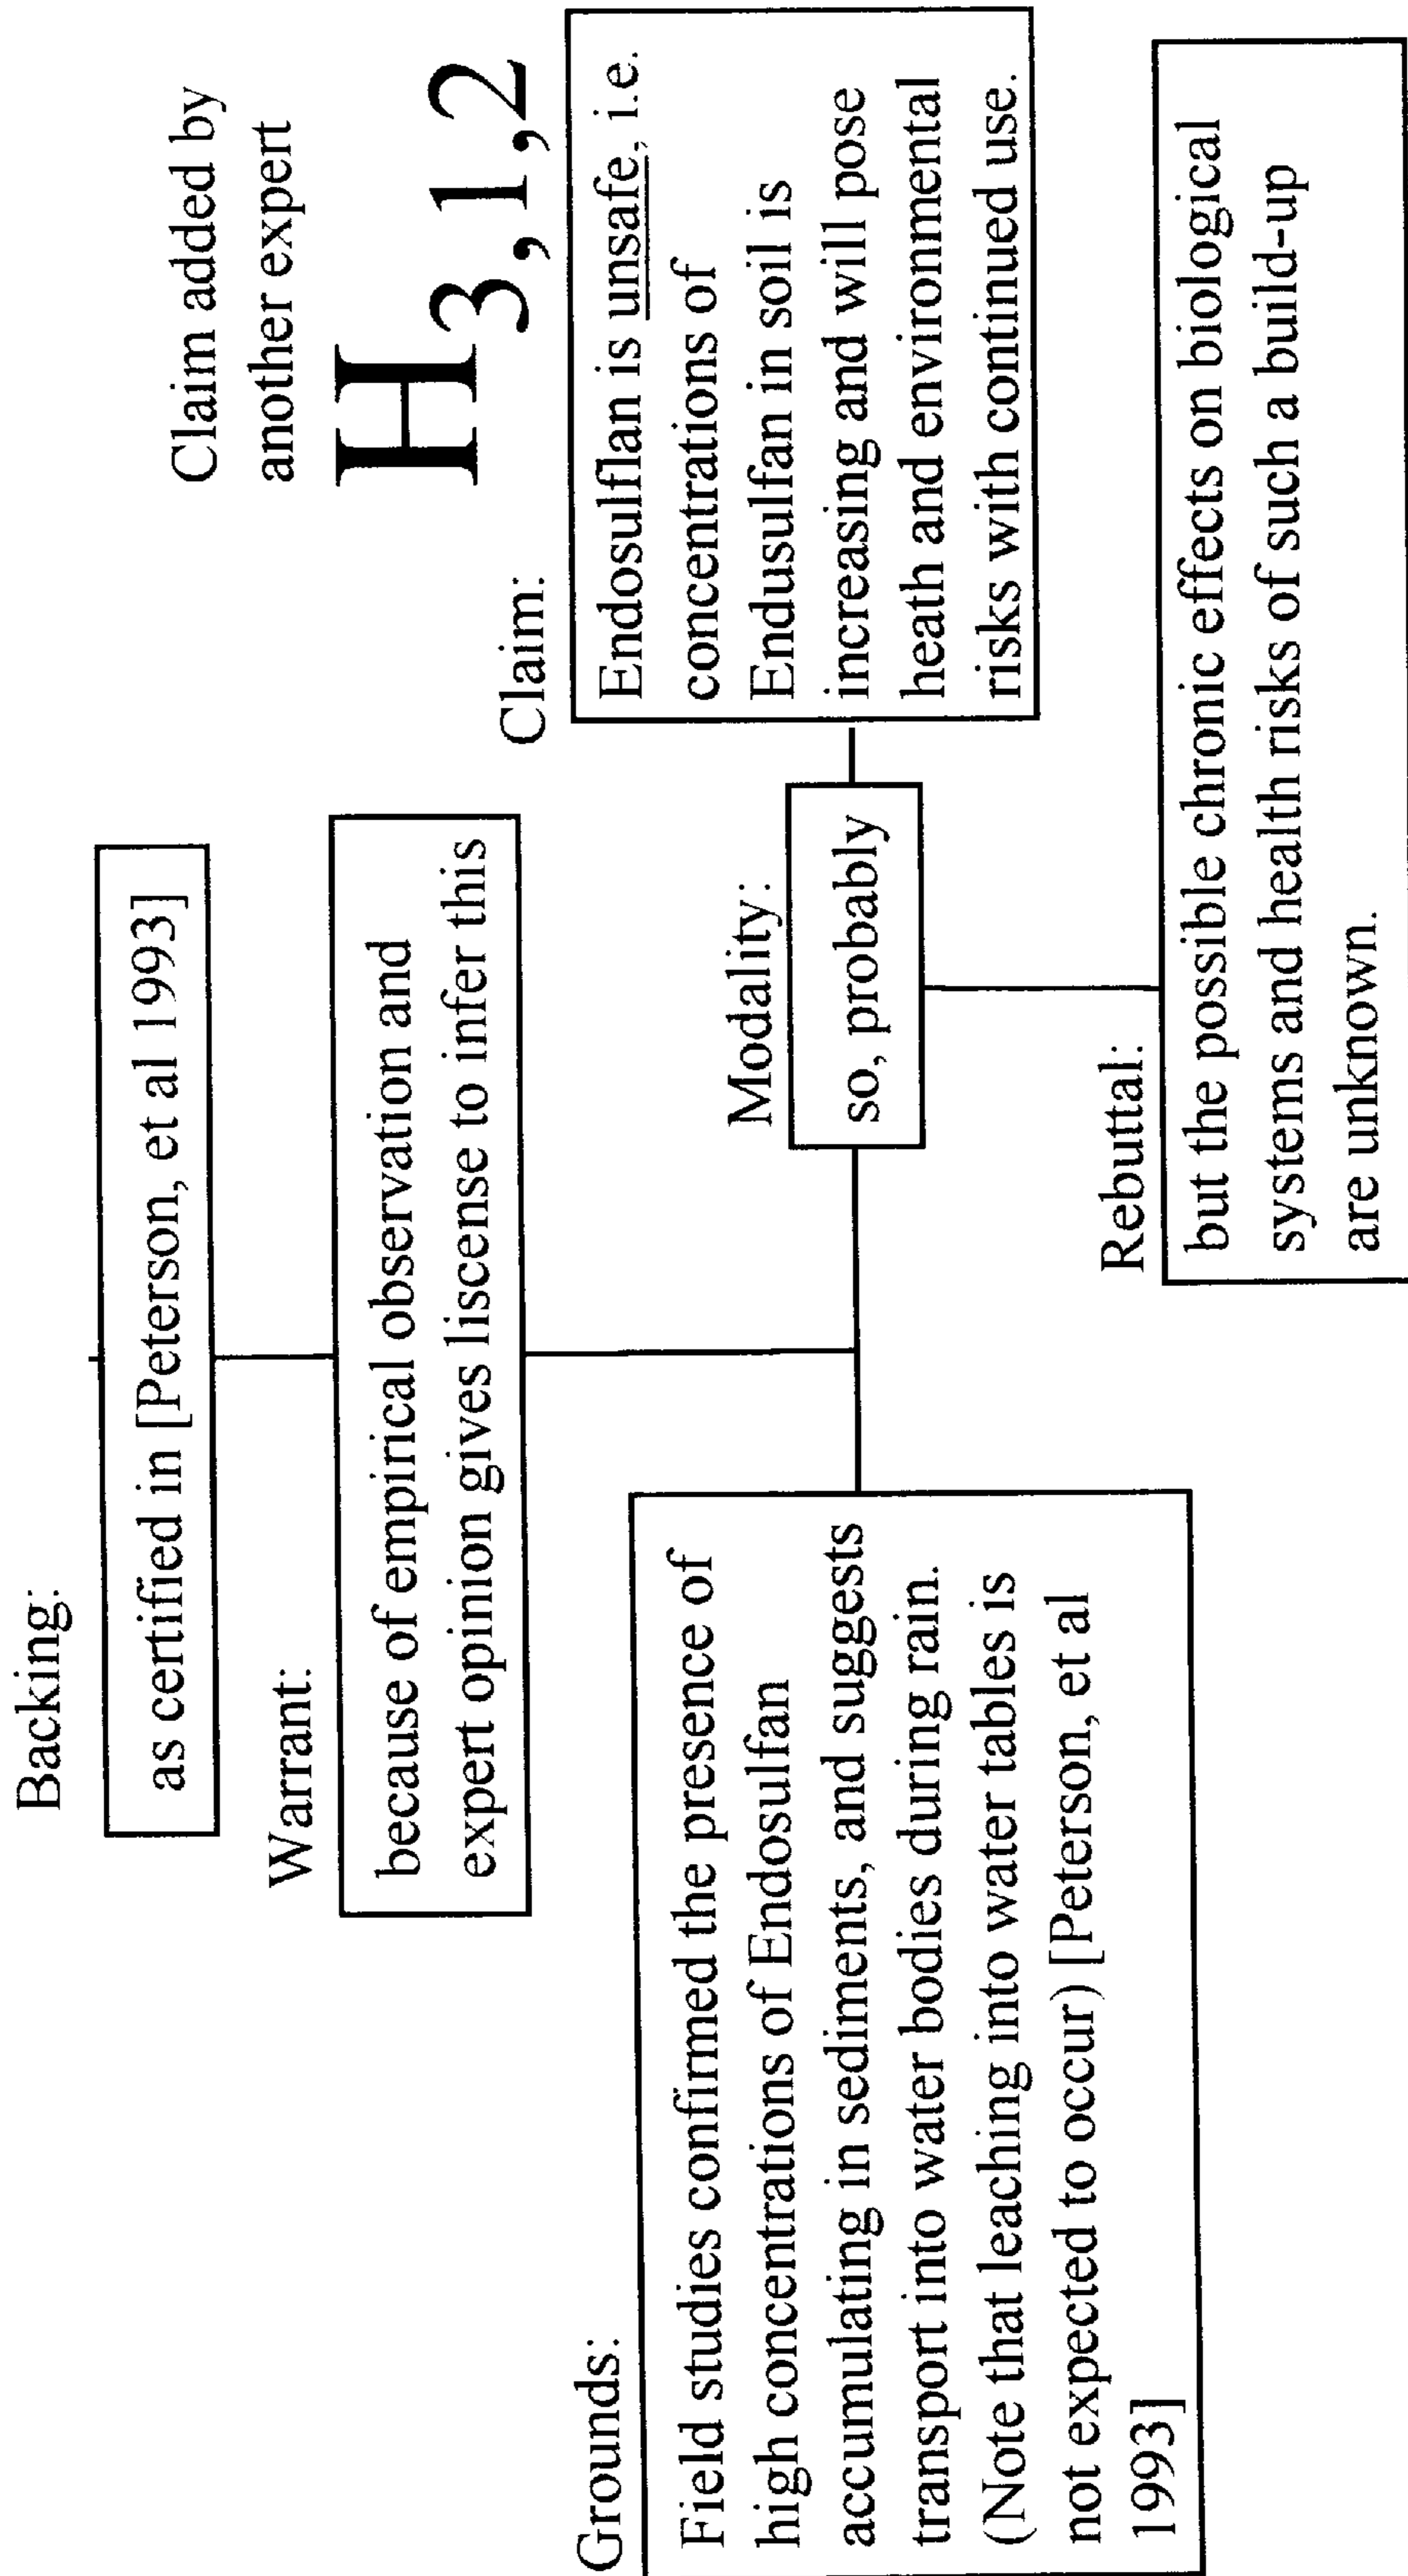 Backing:
as certified in [Peterson, et al 1993]
Claim added by
another expert
H3,1,2
Warrant:
because of empirical observation and
expert opinion gives liscense to infer this
Claim:
Endosulflan is unsafe, i.e.
concentrations of
Endusulfan in soil is
increasing and will pose
heath and environmental
risks with continued use.
Grounds:
Field studies confirmed the presence of
high concentrations of Endosulfan
accumulating in sediments, and suggests
transport into water bodies during rain.
(Note that leaching into water tables is
not expected to occur) [Peterson, et al
1993]
Modality:
so, probably
Rebuttal:
but the possible chronic effects on biological
systems and health risks of such a build-up
are unknown.